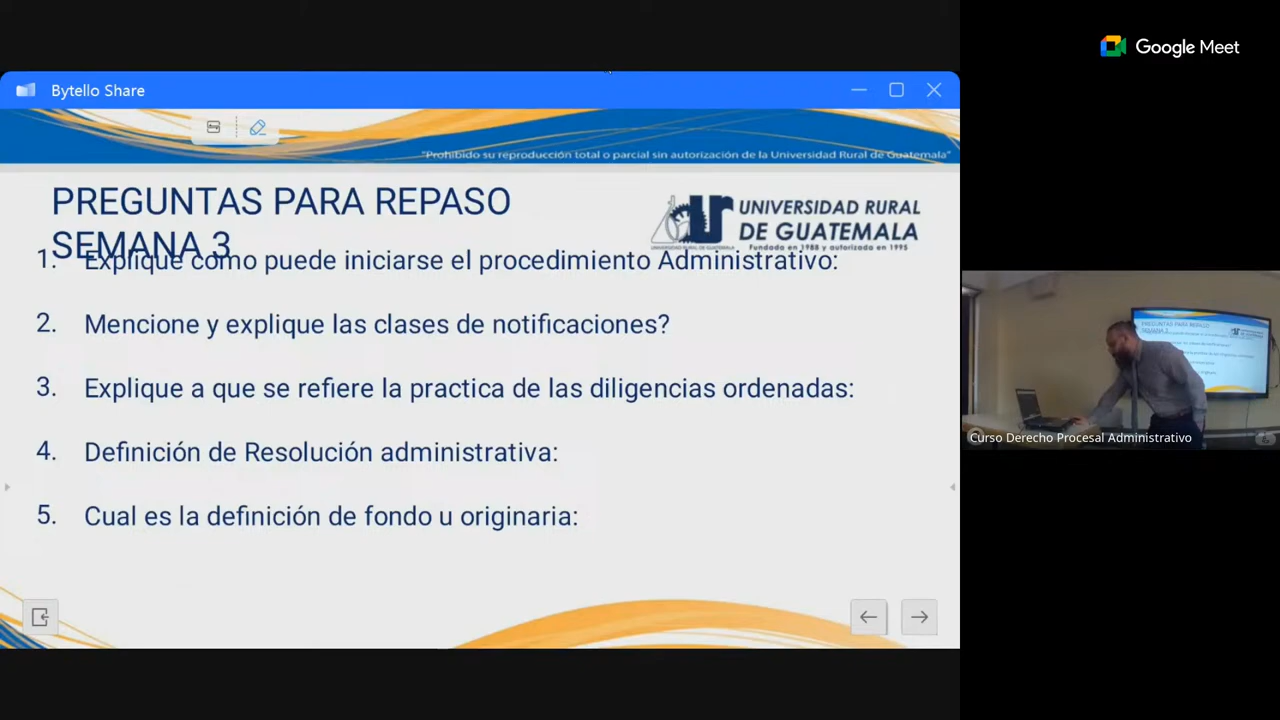 Google Meet
Bytello Share
"Prohibido su reproducción total o parcial sin autorización de la Universidad Rural de Guatemala"
PREGUNTAS PARA REPASO
SEMANA 3
UNIVERSIDAD RURAL
DE GUATEMALA
Fundada en 1988 y autorizada en 1995
1. Explique como puede iniciarse el procedimiento Administrativo:
2. Mencione y explique las clases de notificaciones?
3. Explique a que se refiere la practica de las diligencias ordenadas:
4. Definición de Resolución administrativa:
5. Cual es la definición de fondo u originaria:
PREGUNTAS PARA REPASO
Curso Derecho Procesal Administrativo